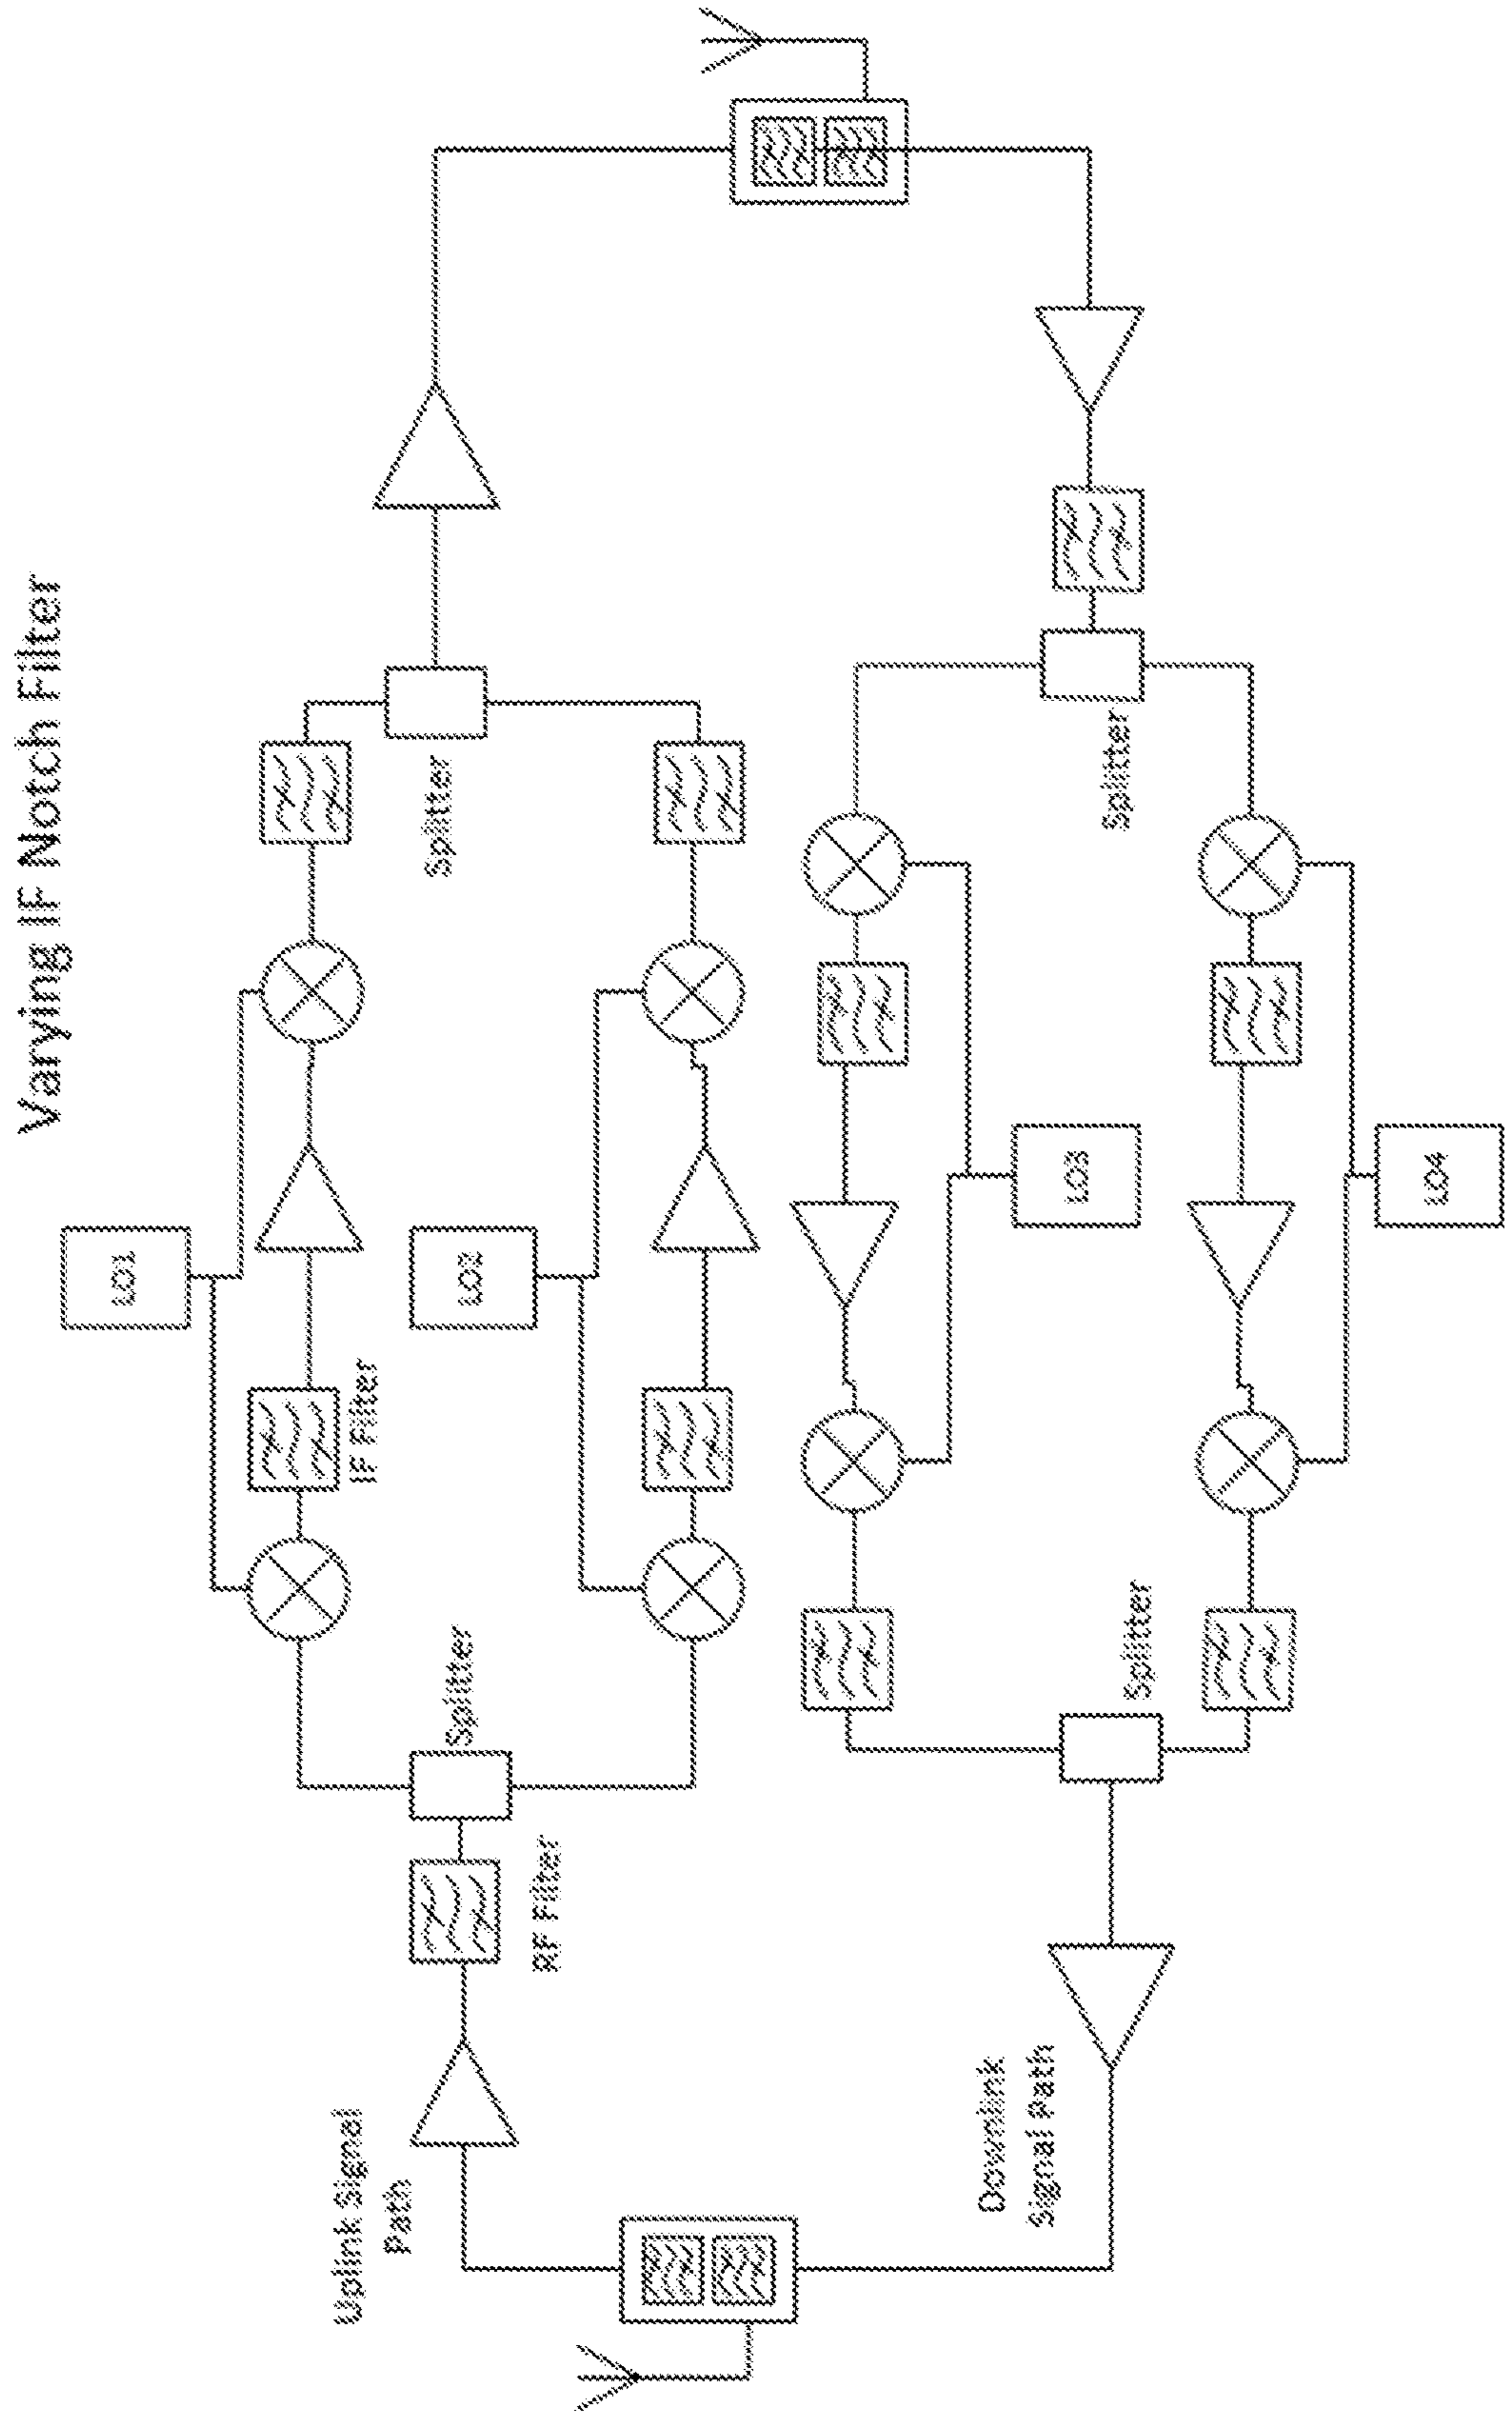 Varying IF Notch Filter
LO1
IF Filter
Uplink Signal
Path
LO2
Splitter
Splitter
RF Filter
Downlink
Signal Path
LO3
Splitter
Splitter
LO4